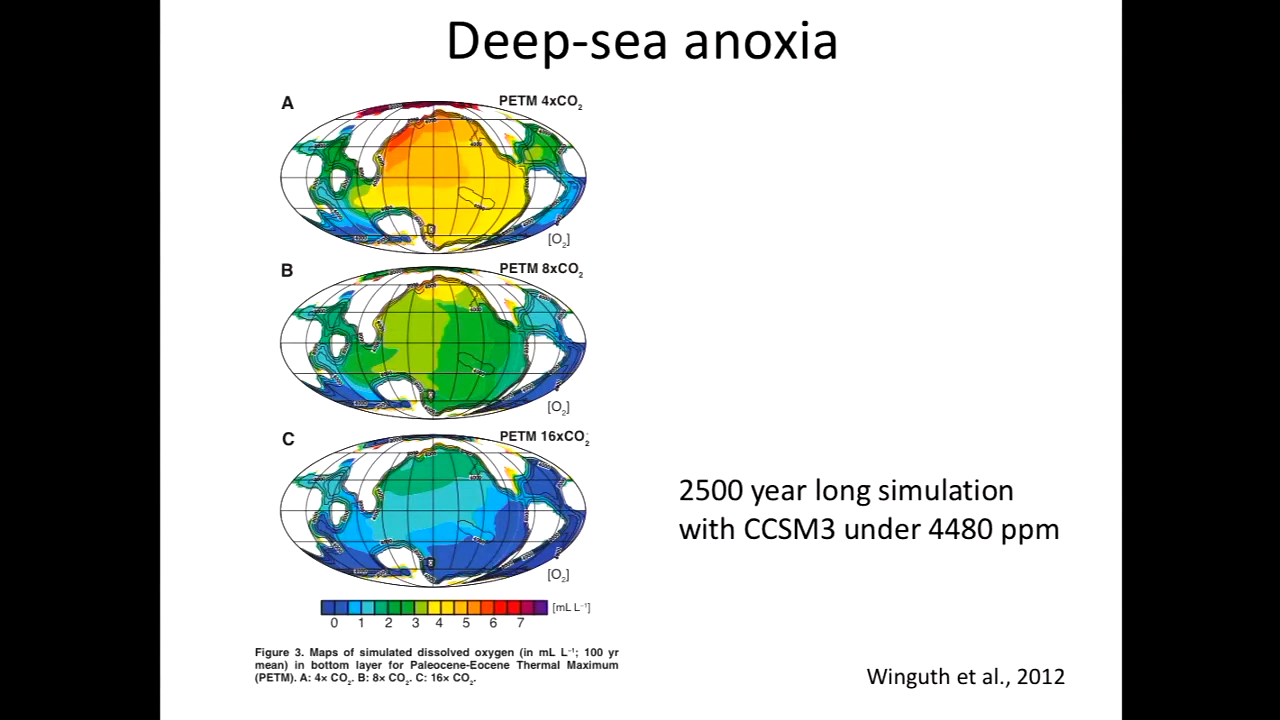 Deep-sea anoxia
A
PETM 4xCO₂
[O₂]
B
PETM 8xCO₂
[O₂]
C
PETM 16xCO₂
[O₂]
0 1 2 3 4 5 6 7 [mL L⁻¹]
Figure 3. Maps of simulated dissolved oxygen (in mL L⁻¹; 100 yr
mean) in bottom layer for Paleocene-Eocene Thermal Maximum
(PETM). A: 4× CO₂. B: 8× CO₂. C: 16× CO₂.
2500 year long simulation
with CCSM3 under 4480 ppm
Winguth et al., 2012